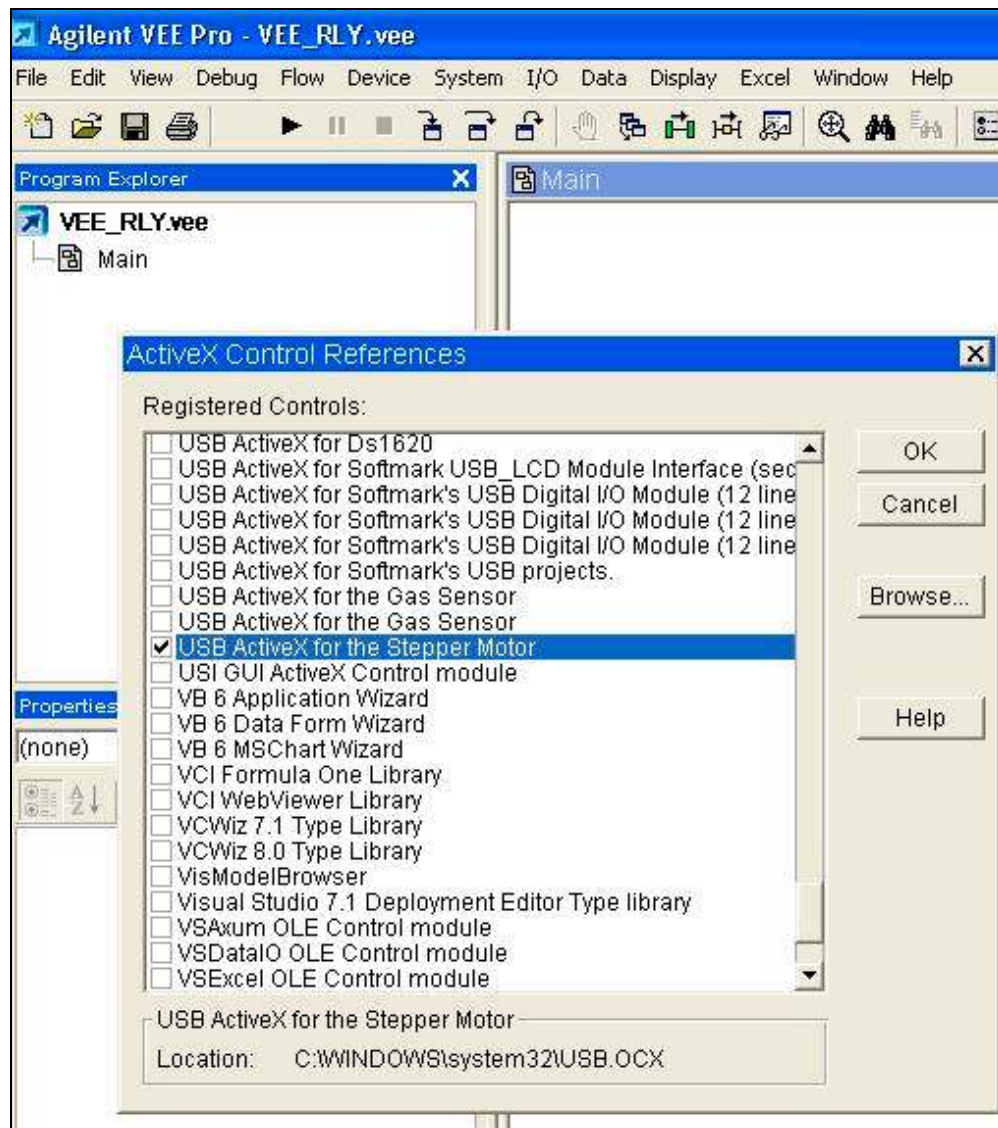 Agilent VEE Pro - VEE_RLY.vee
File Edit View Debug Flow Device System I/O Data Display Excel Window Help
Program Explorer
Main
VEE_RLY.vee
Main
ActiveX Control References
Registered Controls:
USB ActiveX for Ds1620
USB ActiveX for Softmark USB_LCD Module Interface (sec
USB ActiveX for Softmark's USB Digital I/O Module (12 line
USB ActiveX for Softmark's USB Digital I/O Module (12 line
USB ActiveX for Softmark's USB Digital I/O Module (12 line
USB ActiveX for Softmark's USB projects.
USB ActiveX for the Gas Sensor
USB ActiveX for the Gas Sensor
USB ActiveX for the Stepper Motor
USI GUI ActiveX Control module
VB 6 Application Wizard
VB 6 Data Form Wizard
VB 6 MSChart Wizard
VCI Formula One Library
VCI WebViewer Library
VCWiz 7.1 Type Library
VCWiz 8.0 Type Library
VisModelBrowser
Visual Studio 7.1 Deployment Editor Type library
VSAxum OLE Control module
VSDataIO OLE Control module
VSExcel OLE Control module
OK
Cancel
Browse...
Help
Properties
(none)
A
Z
USB ActiveX for the Stepper Motor
Location: C:\WINDOWS\system32\USB.OCX